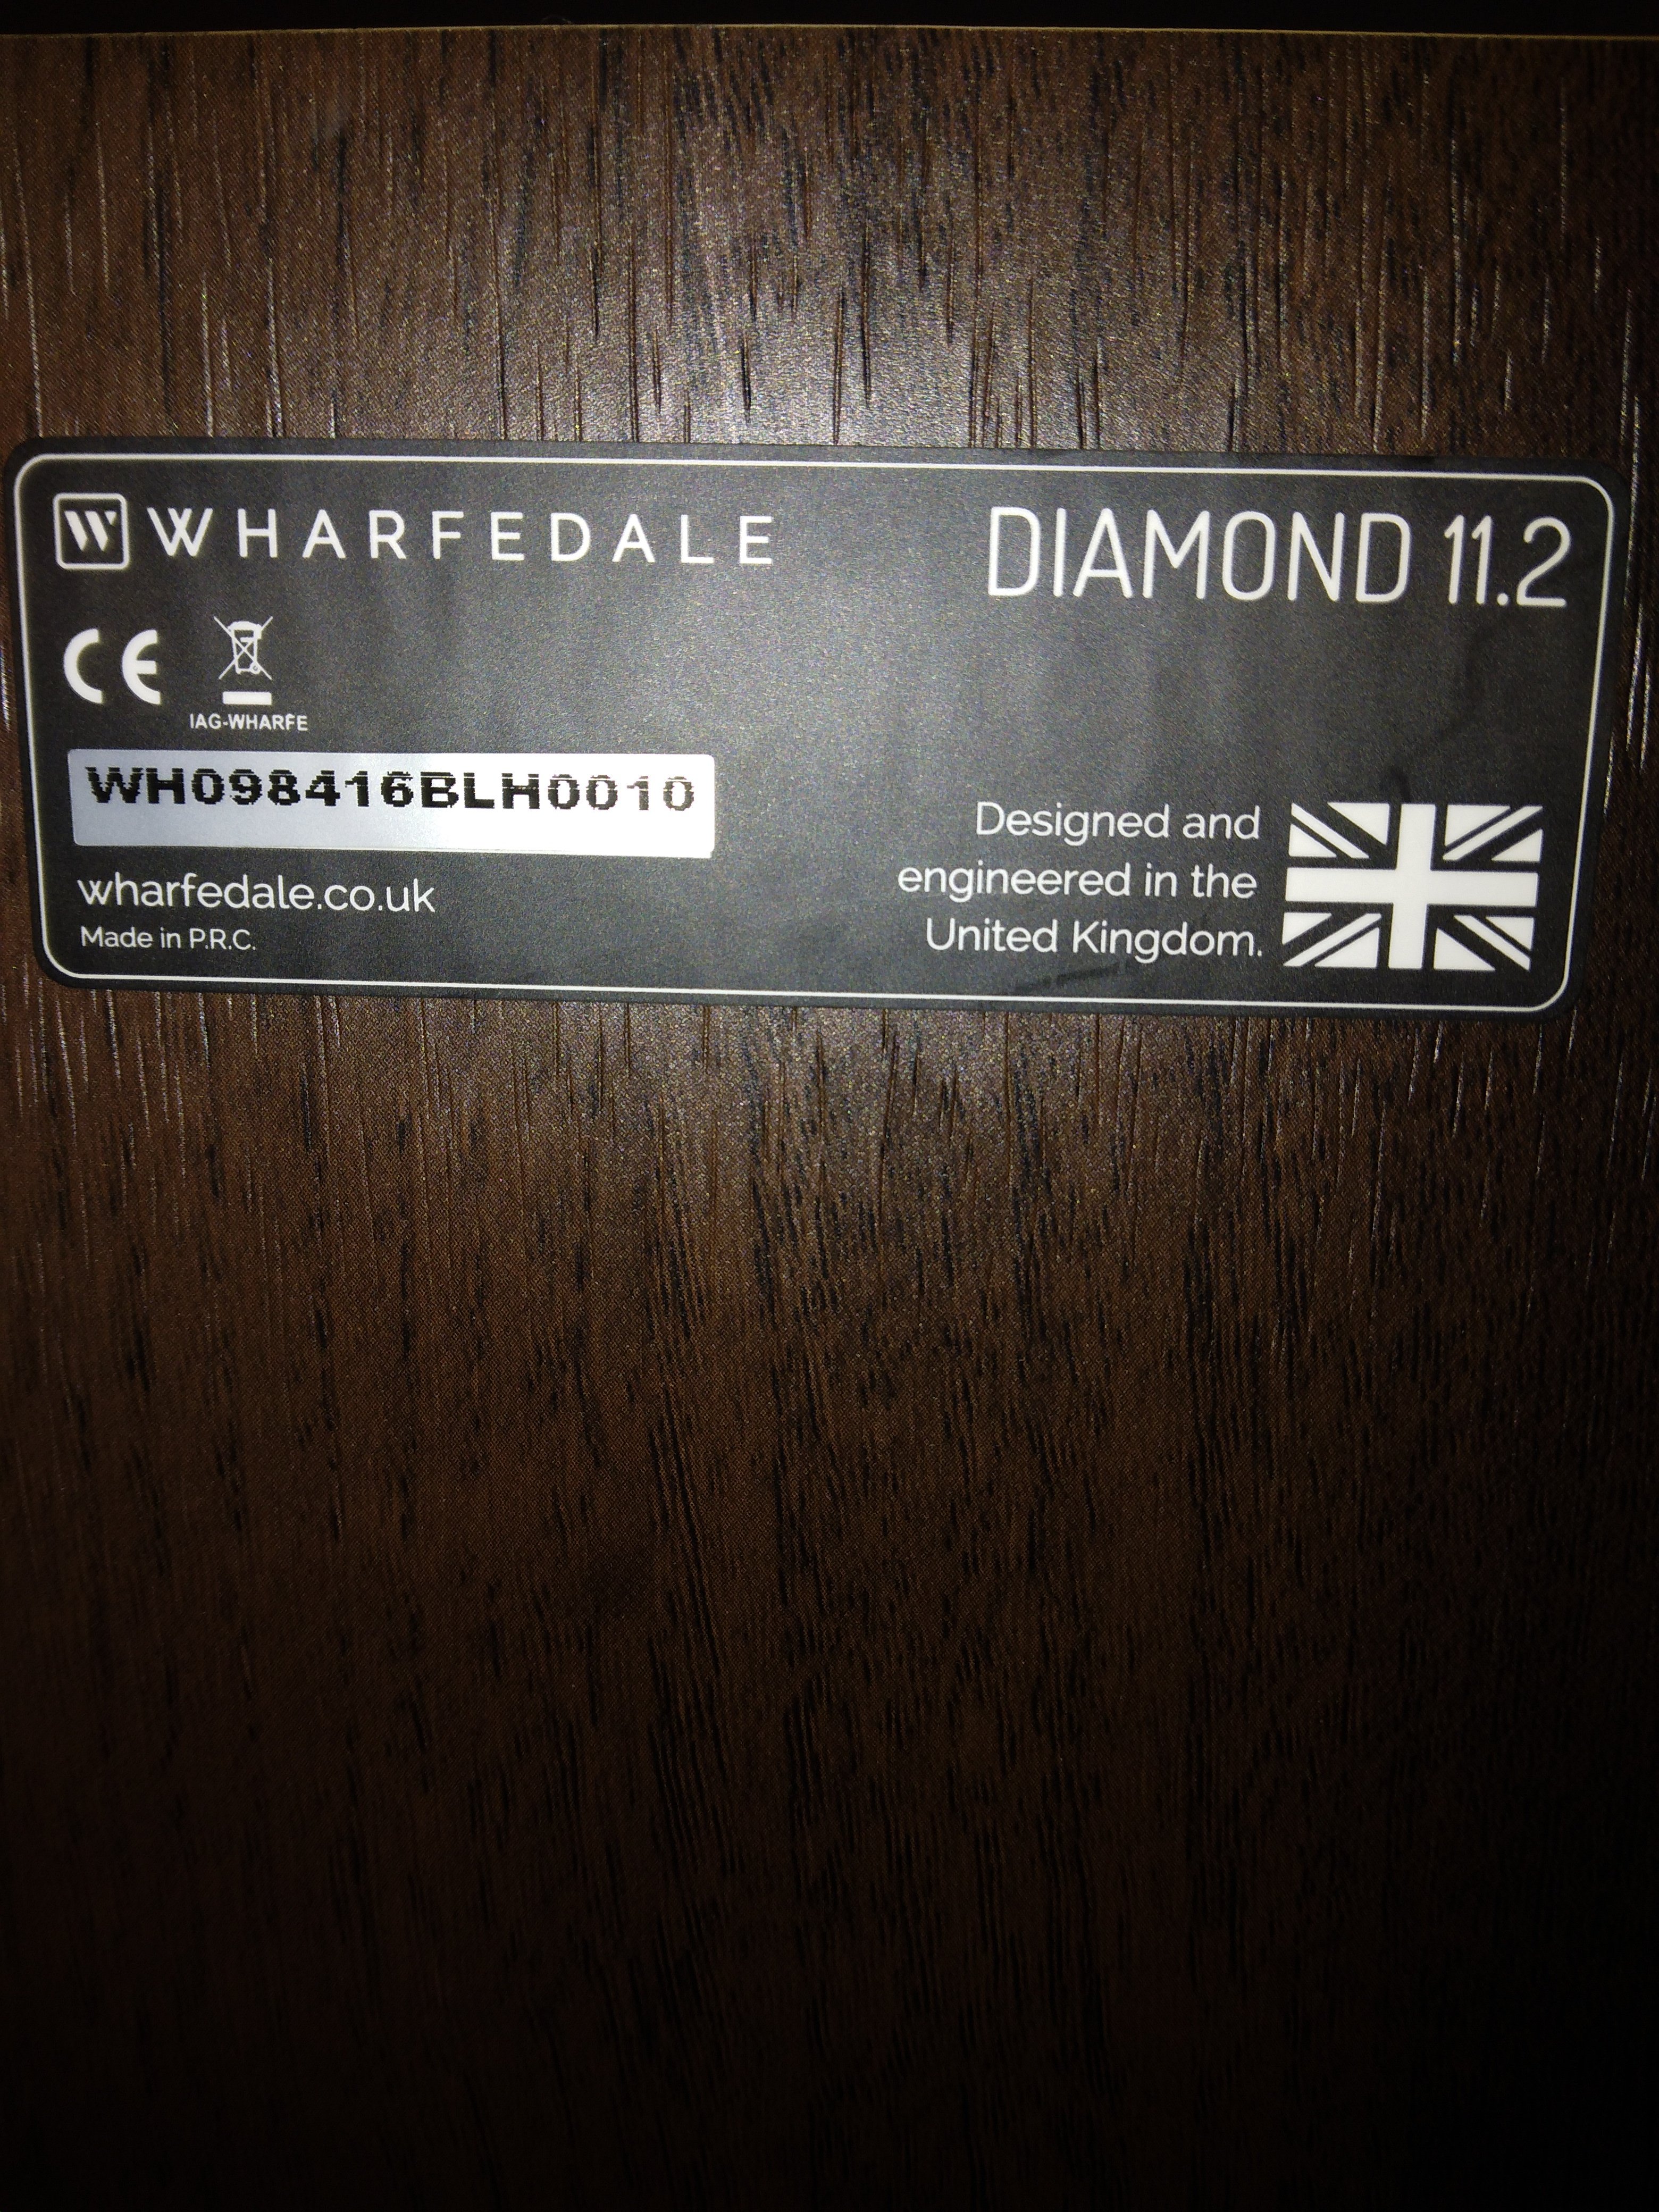 W WHARFEDALE
DIAMOND 11.2
CE
IAG-WHARFE
WH098416BLH0010
wharfedale.co.uk
Made in P.R.C.
Designed and
engineered in the
United Kingdom.